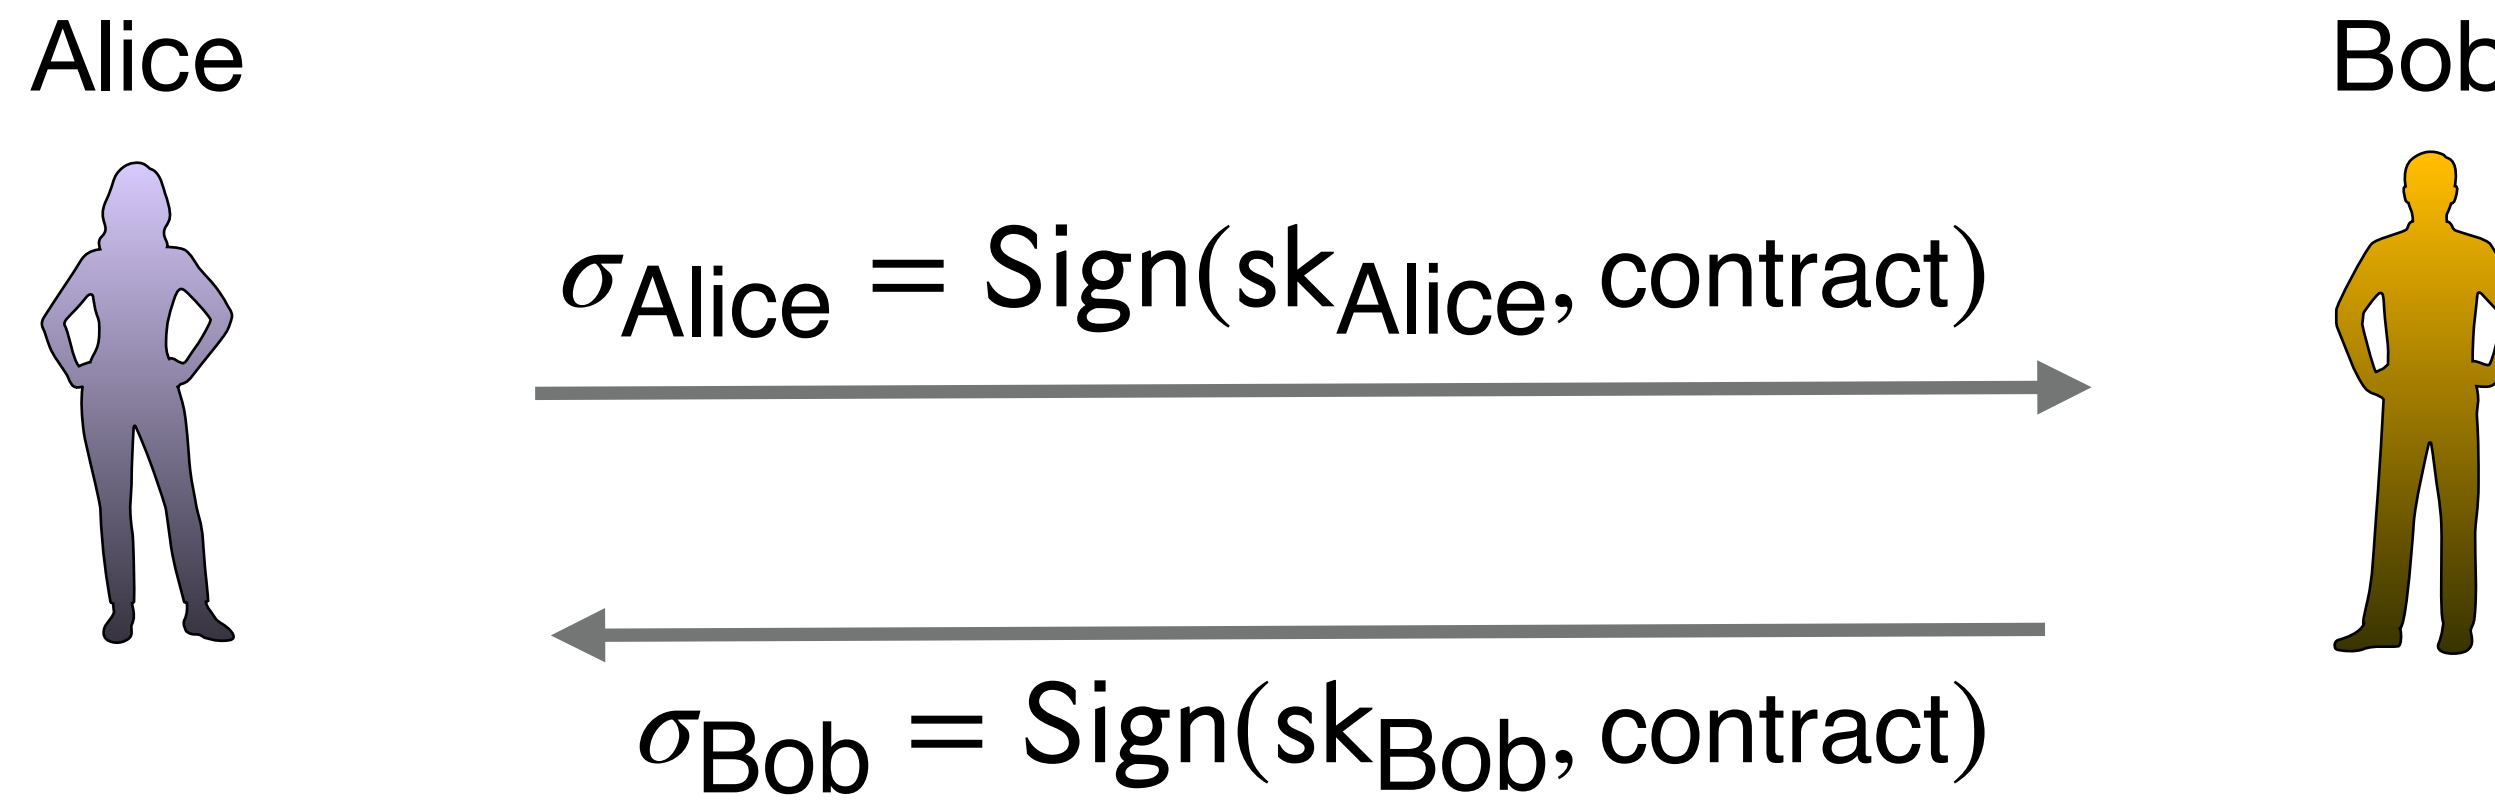 Alice
Bob
σAlice = Sign(skAlice, contract)
σBob = Sign(skBob, contract)